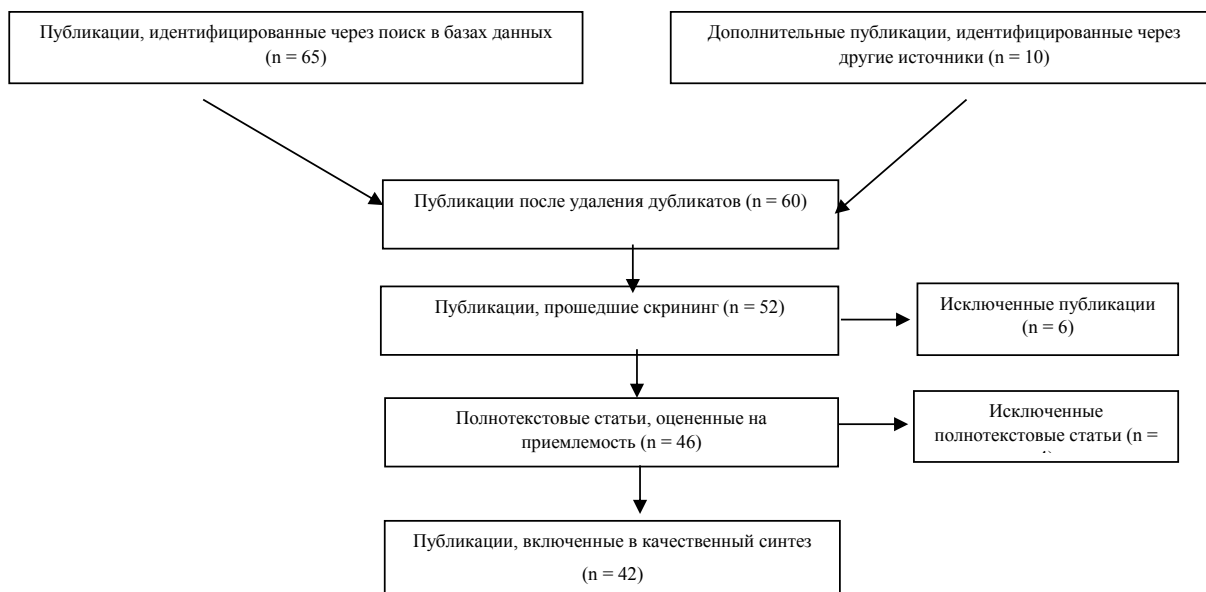 Публикации, идентифицированные через поиск в базах данных
(n = 65)
Дополнительные публикации, идентифицированные через
другие источники (n = 10)
Публикации после удаления дубликатов (n = 60)
Публикации, прошедшие скрининг (n = 52)
Исключенные публикации
(n = 6)
Полнотекстовые статьи, оцененные на
приемлемость (n = 46)
Исключенные
полнотекстовые статьи (n =
Публикации, включенные в качественный синтез
(n = 42)